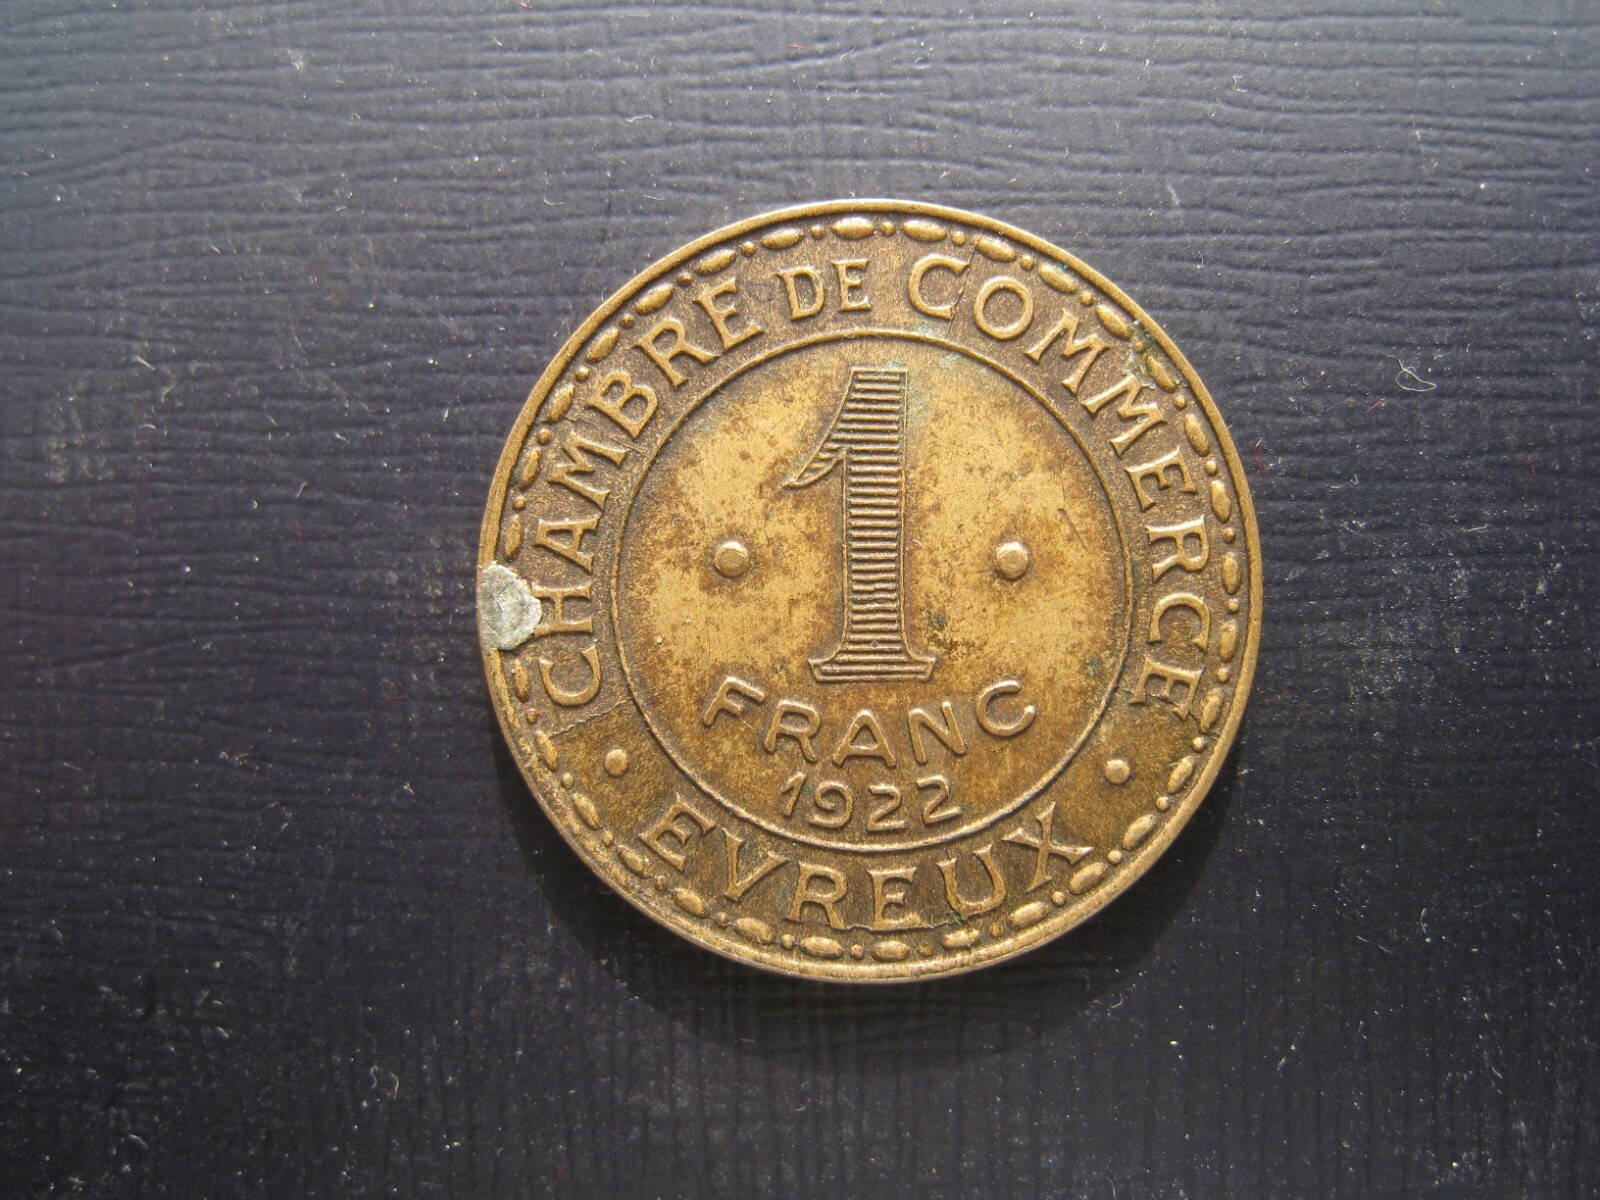 CHAMBRE DE COMMERCE
1
FRANC
1922
EVREUX